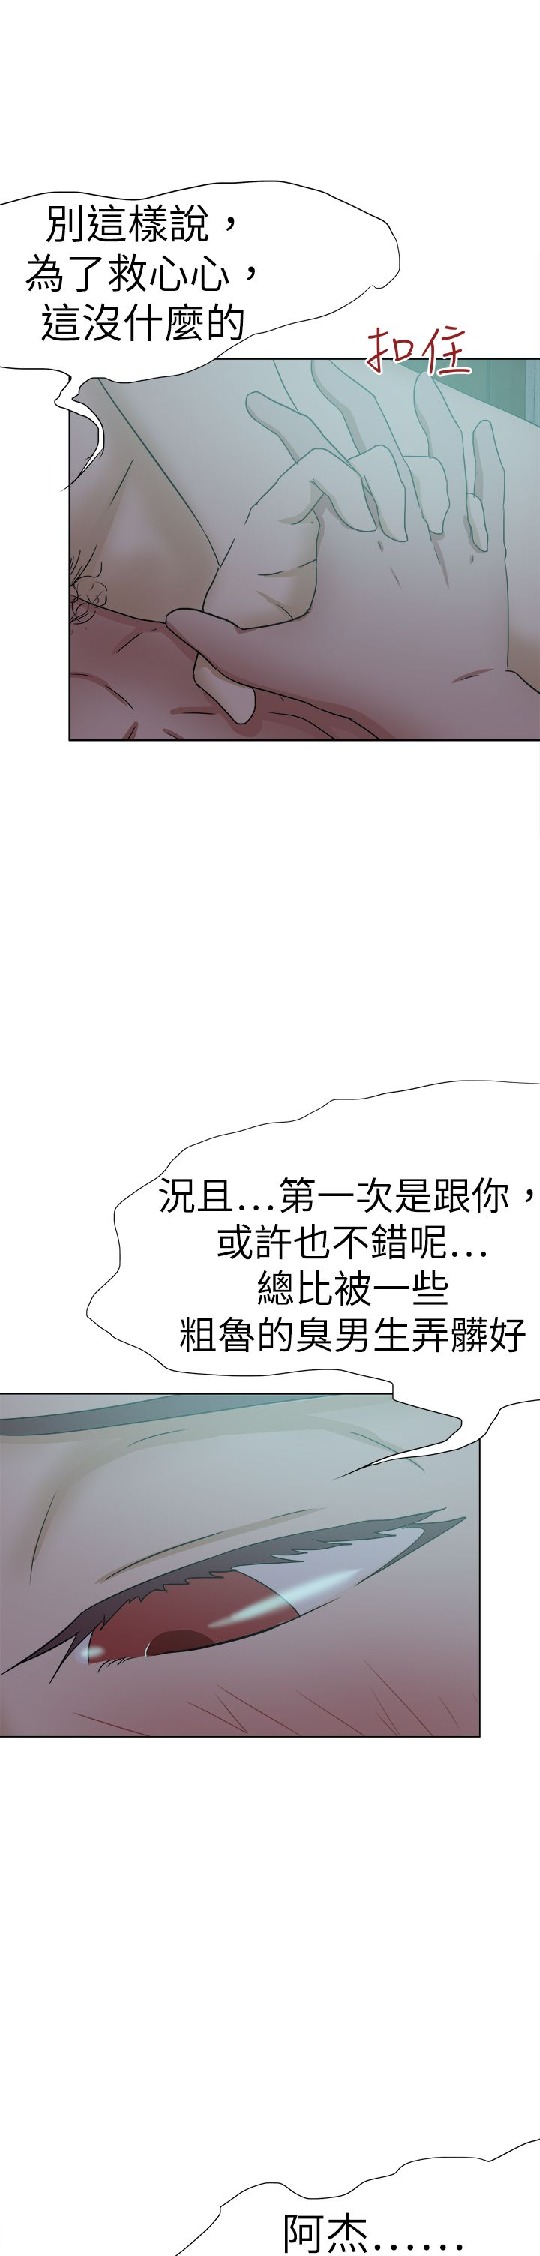 別這樣說，
為了救心心，
這沒什麼的
扣住
況且...第一次是跟你，
或許也不錯呢...
總比被一些
粗魯的臭男生弄髒好
阿杰......